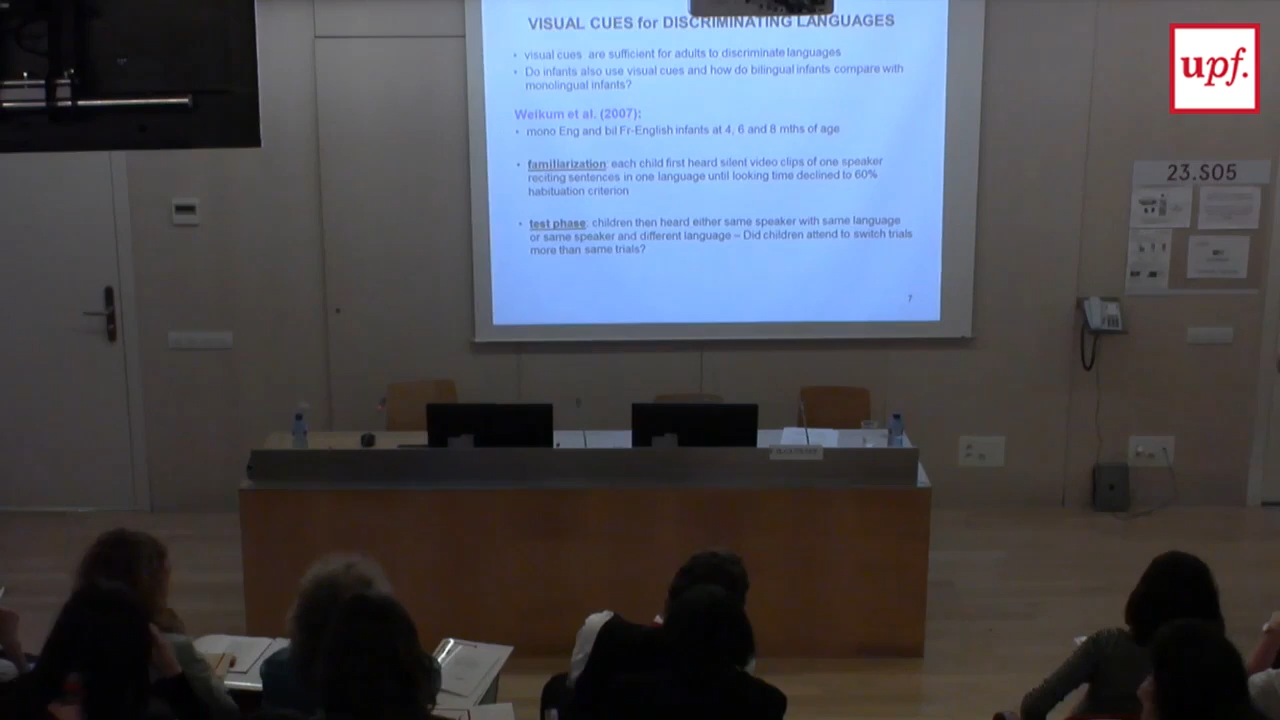 VISUAL CUES for DISCRIMINATING LANGUAGES
• visual cues are sufficient for adults to discriminate languages
• Do infants also use visual cues and how do bilingual infants compare with
monolingual infants?
Weikum et al. (2007):
• mono Eng and bil Fr-English infants at 4, 6 and 8 mths of age
• familiarization: each child first heard silent video clips of one speaker
reciting sentences in one language until looking time declined to 60%
habituation criterion
• test phase: children then heard either same speaker with same language
or same speaker and different language – Did children attend to switch trials
more than same trials?
7
upf.
23.S05